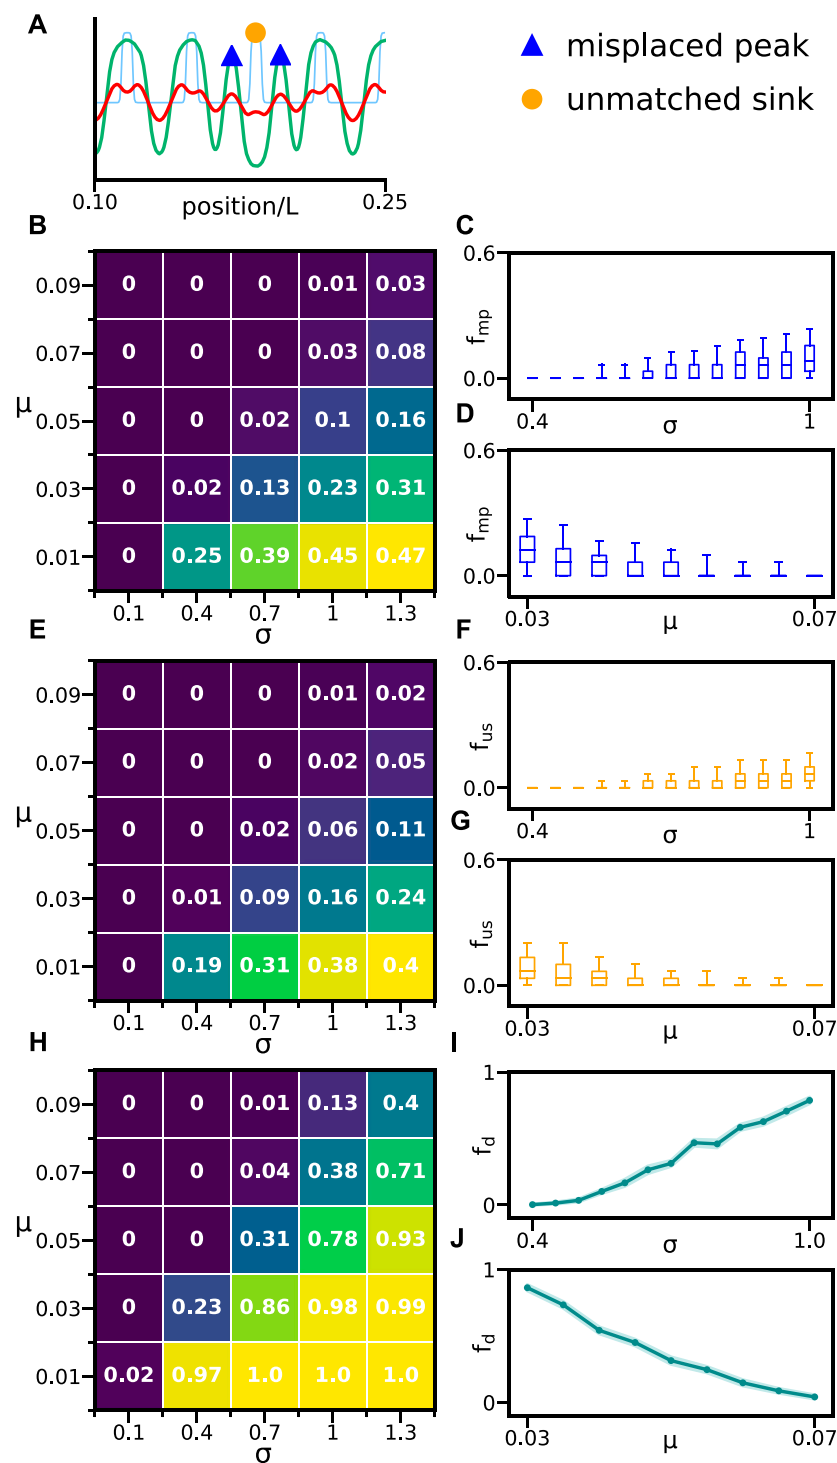 A
misplaced peak
unmatched sink
0.10 0.25
position/L
B
0.09 0 0 0 0.01 0.03
0.07 0 0 0 0.03 0.08
μ
0.05 0 0 0.02 0.1 0.16
0.03 0 0.02 0.13 0.23 0.31
0.01 0 0.25 0.39 0.45 0.47
0.1 0.4 0.7 1 1.3
σ
C
0.6
f_mp
0.0
0.4 σ 1
D
0.6
f_mp
0.0
0.03 μ 0.07
E
0.09 0 0 0 0.01 0.02
0.07 0 0 0 0.02 0.05
μ
0.05 0 0 0.02 0.06 0.11
0.03 0 0.01 0.09 0.16 0.24
0.01 0 0.19 0.31 0.38 0.4
0.1 0.4 0.7 1 1.3
σ
F
0.6
f_us
0.0
0.4 σ 1
G
0.6
f_us
0.0
0.03 μ 0.07
H
0.09 0 0 0.01 0.13 0.4
0.07 0 0 0.04 0.38 0.71
μ
0.05 0 0 0.31 0.78 0.93
0.03 0 0.23 0.86 0.98 0.99
0.01 0.02 0.97 1.0 1.0 1.0
0.1 0.4 0.7 1 1.3
σ
I
1
f_d
0
0.4 σ 1.0
J
1
f_d
0
0.03 μ 0.07